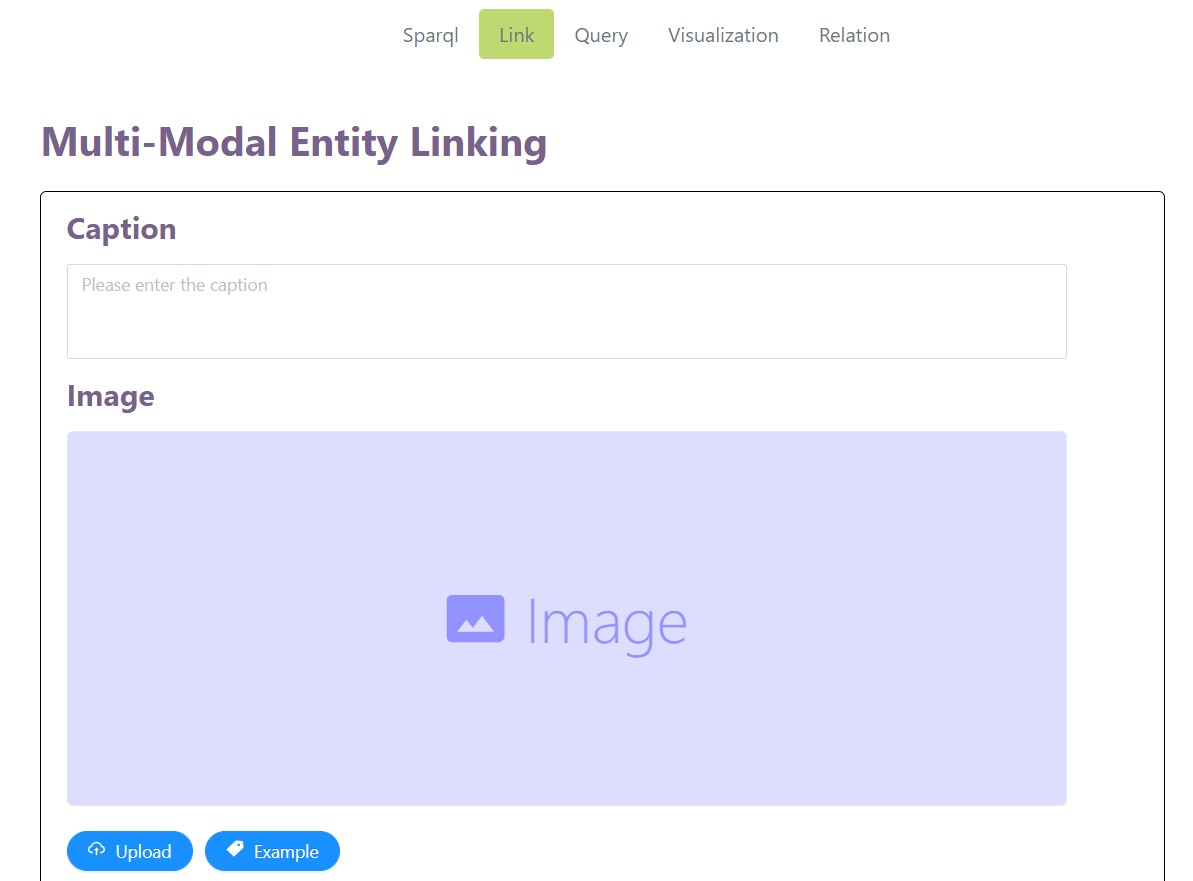 Sparql Link Query Visualization Relation
Multi-Modal Entity Linking
Caption
Please enter the caption
Image
Image
Upload Example